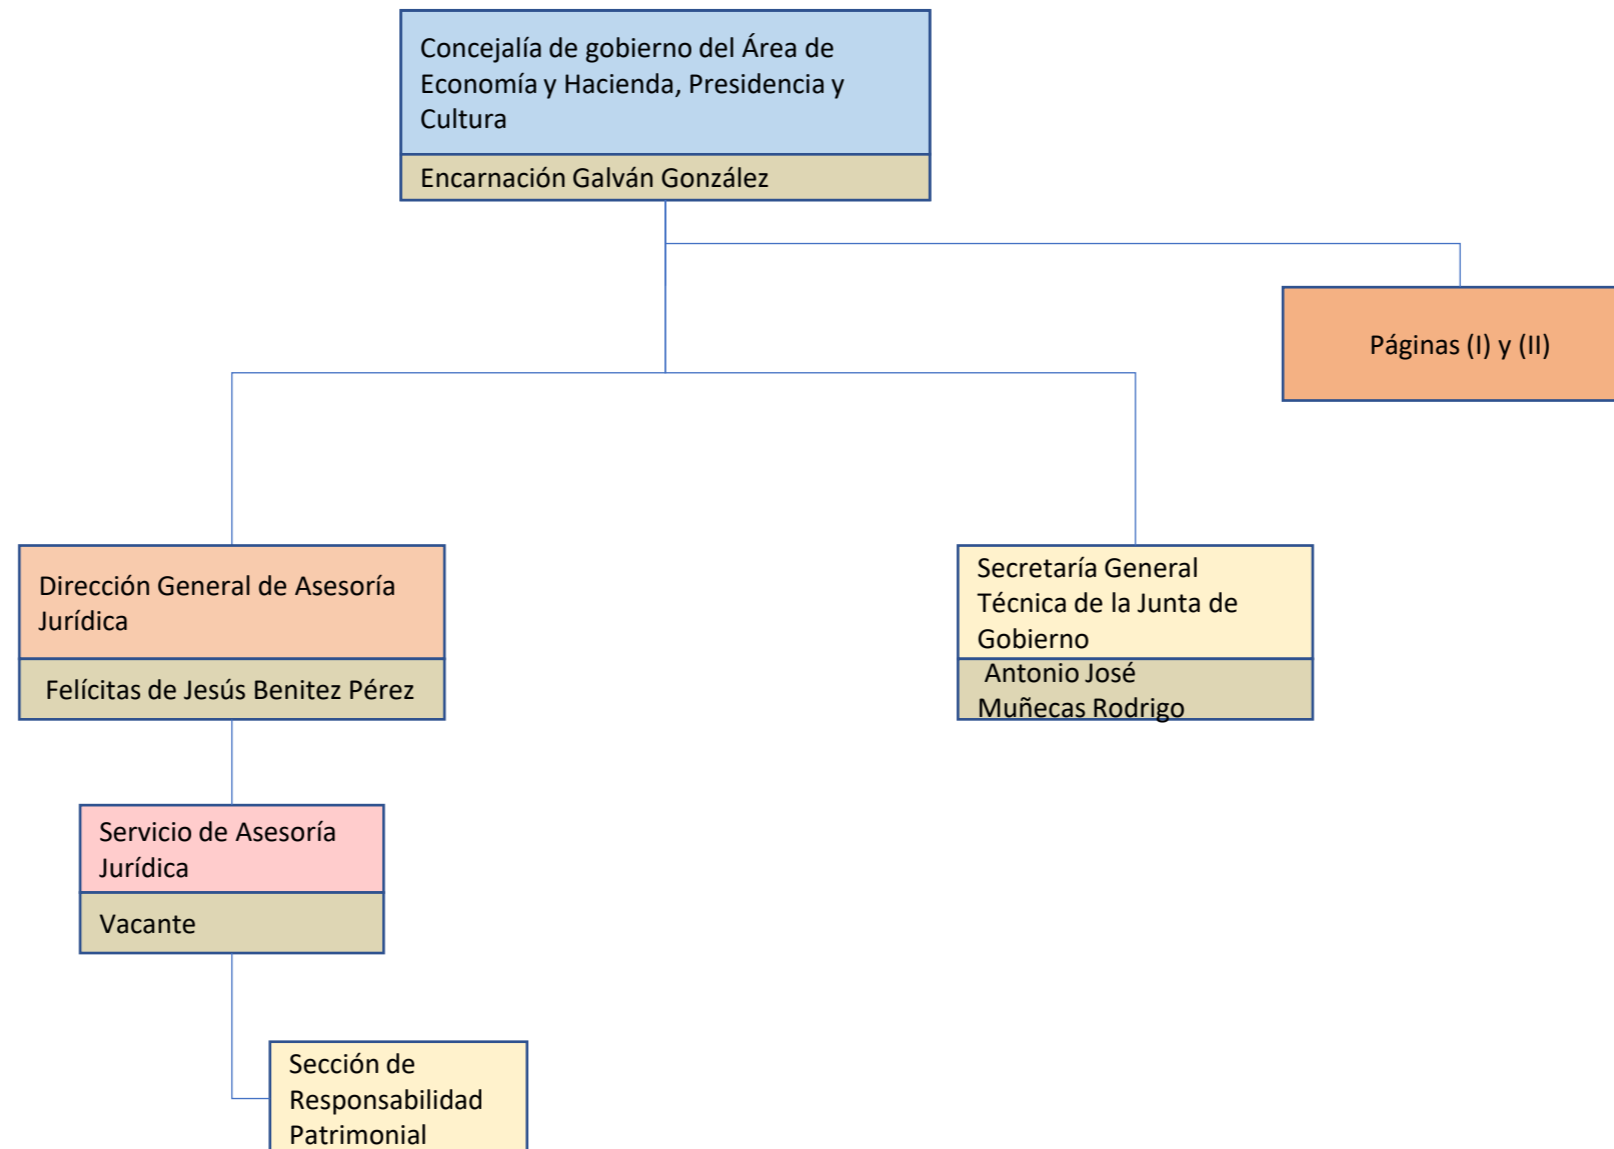 Concejalía de gobierno del Área de
Economía y Hacienda, Presidencia y
Cultura
Encarnación Galván González
Páginas (I) y (II)
Dirección General de Asesoría
Jurídica
Felícitas de Jesús Benitez Pérez
Secretaría General
Técnica de la Junta de
Gobierno
Antonio José
Muñecas Rodrigo
Servicio de Asesoría
Jurídica
Vacante
Sección de
Responsabilidad
Patrimonial